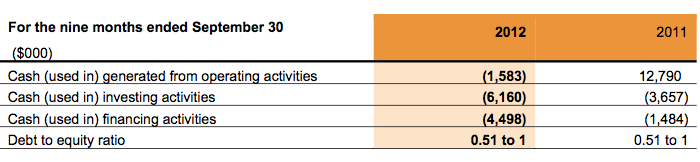 For the nine months ended September 30
($000)
2012 2011
Cash (used in) generated from operating activities (1,583) 12,790
Cash (used in) investing activities (6,160) (3,657)
Cash (used in) financing activities (4,498) (1,484)
Debt to equity ratio 0.51 to 1 0.51 to 1